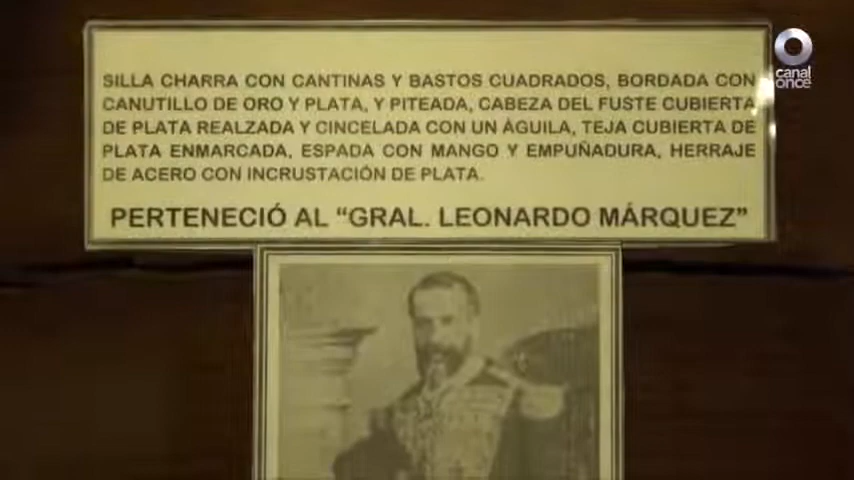 SILLA CHARRA CON CANTINAS Y BASTOS CUADRADOS, BORDADA CON
CANUTILLO DE ORO Y PLATA, Y PITEADA, CABEZA DEL FUSTE CUBIERTA
DE PLATA REALZADA Y CINCELADA CON UN ÁGUILA, TEJA CUBIERTA DE
PLATA ENMARCADA, ESPADA CON MANGO Y EMPUÑADURA, HERRAJE
DE ACERO CON INCRUSTACIÓN DE PLATA.
PERTENECIÓ AL “GRAL. LEONARDO MÁRQUEZ”
canal
once